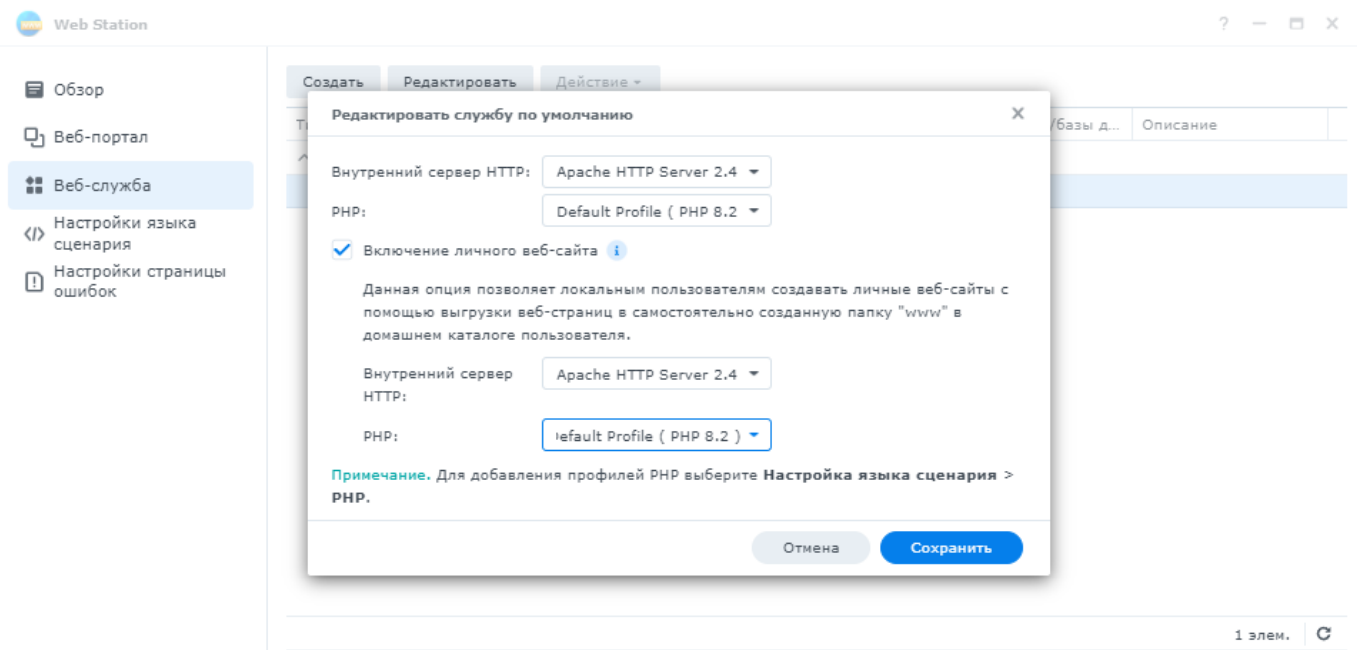 Web Station
Создать Редактировать Действие
Обзор
Веб-портал
Веб-служба
Настройки языка
сценария
Настройки страницы
ошибок
/базы д... Описание
Редактировать службу по умолчанию
Внутренний сервер HTTP: Apache HTTP Server 2.4
PHP: Default Profile ( PHP 8.2
Включение личного веб-сайта
Данная опция позволяет локальным пользователям создавать личные веб-сайты с
помощью выгрузки веб-страниц в самостоятельно созданную папку "www" в
домашнем каталоге пользователя.
Внутренний сервер Apache HTTP Server 2.4
HTTP:
PHP: efault Profile ( PHP 8.2 )
Примечание. Для добавления профилей PHP выберите Настройка языка сценария >
PHP.
Отмена Сохранить
1 элем.